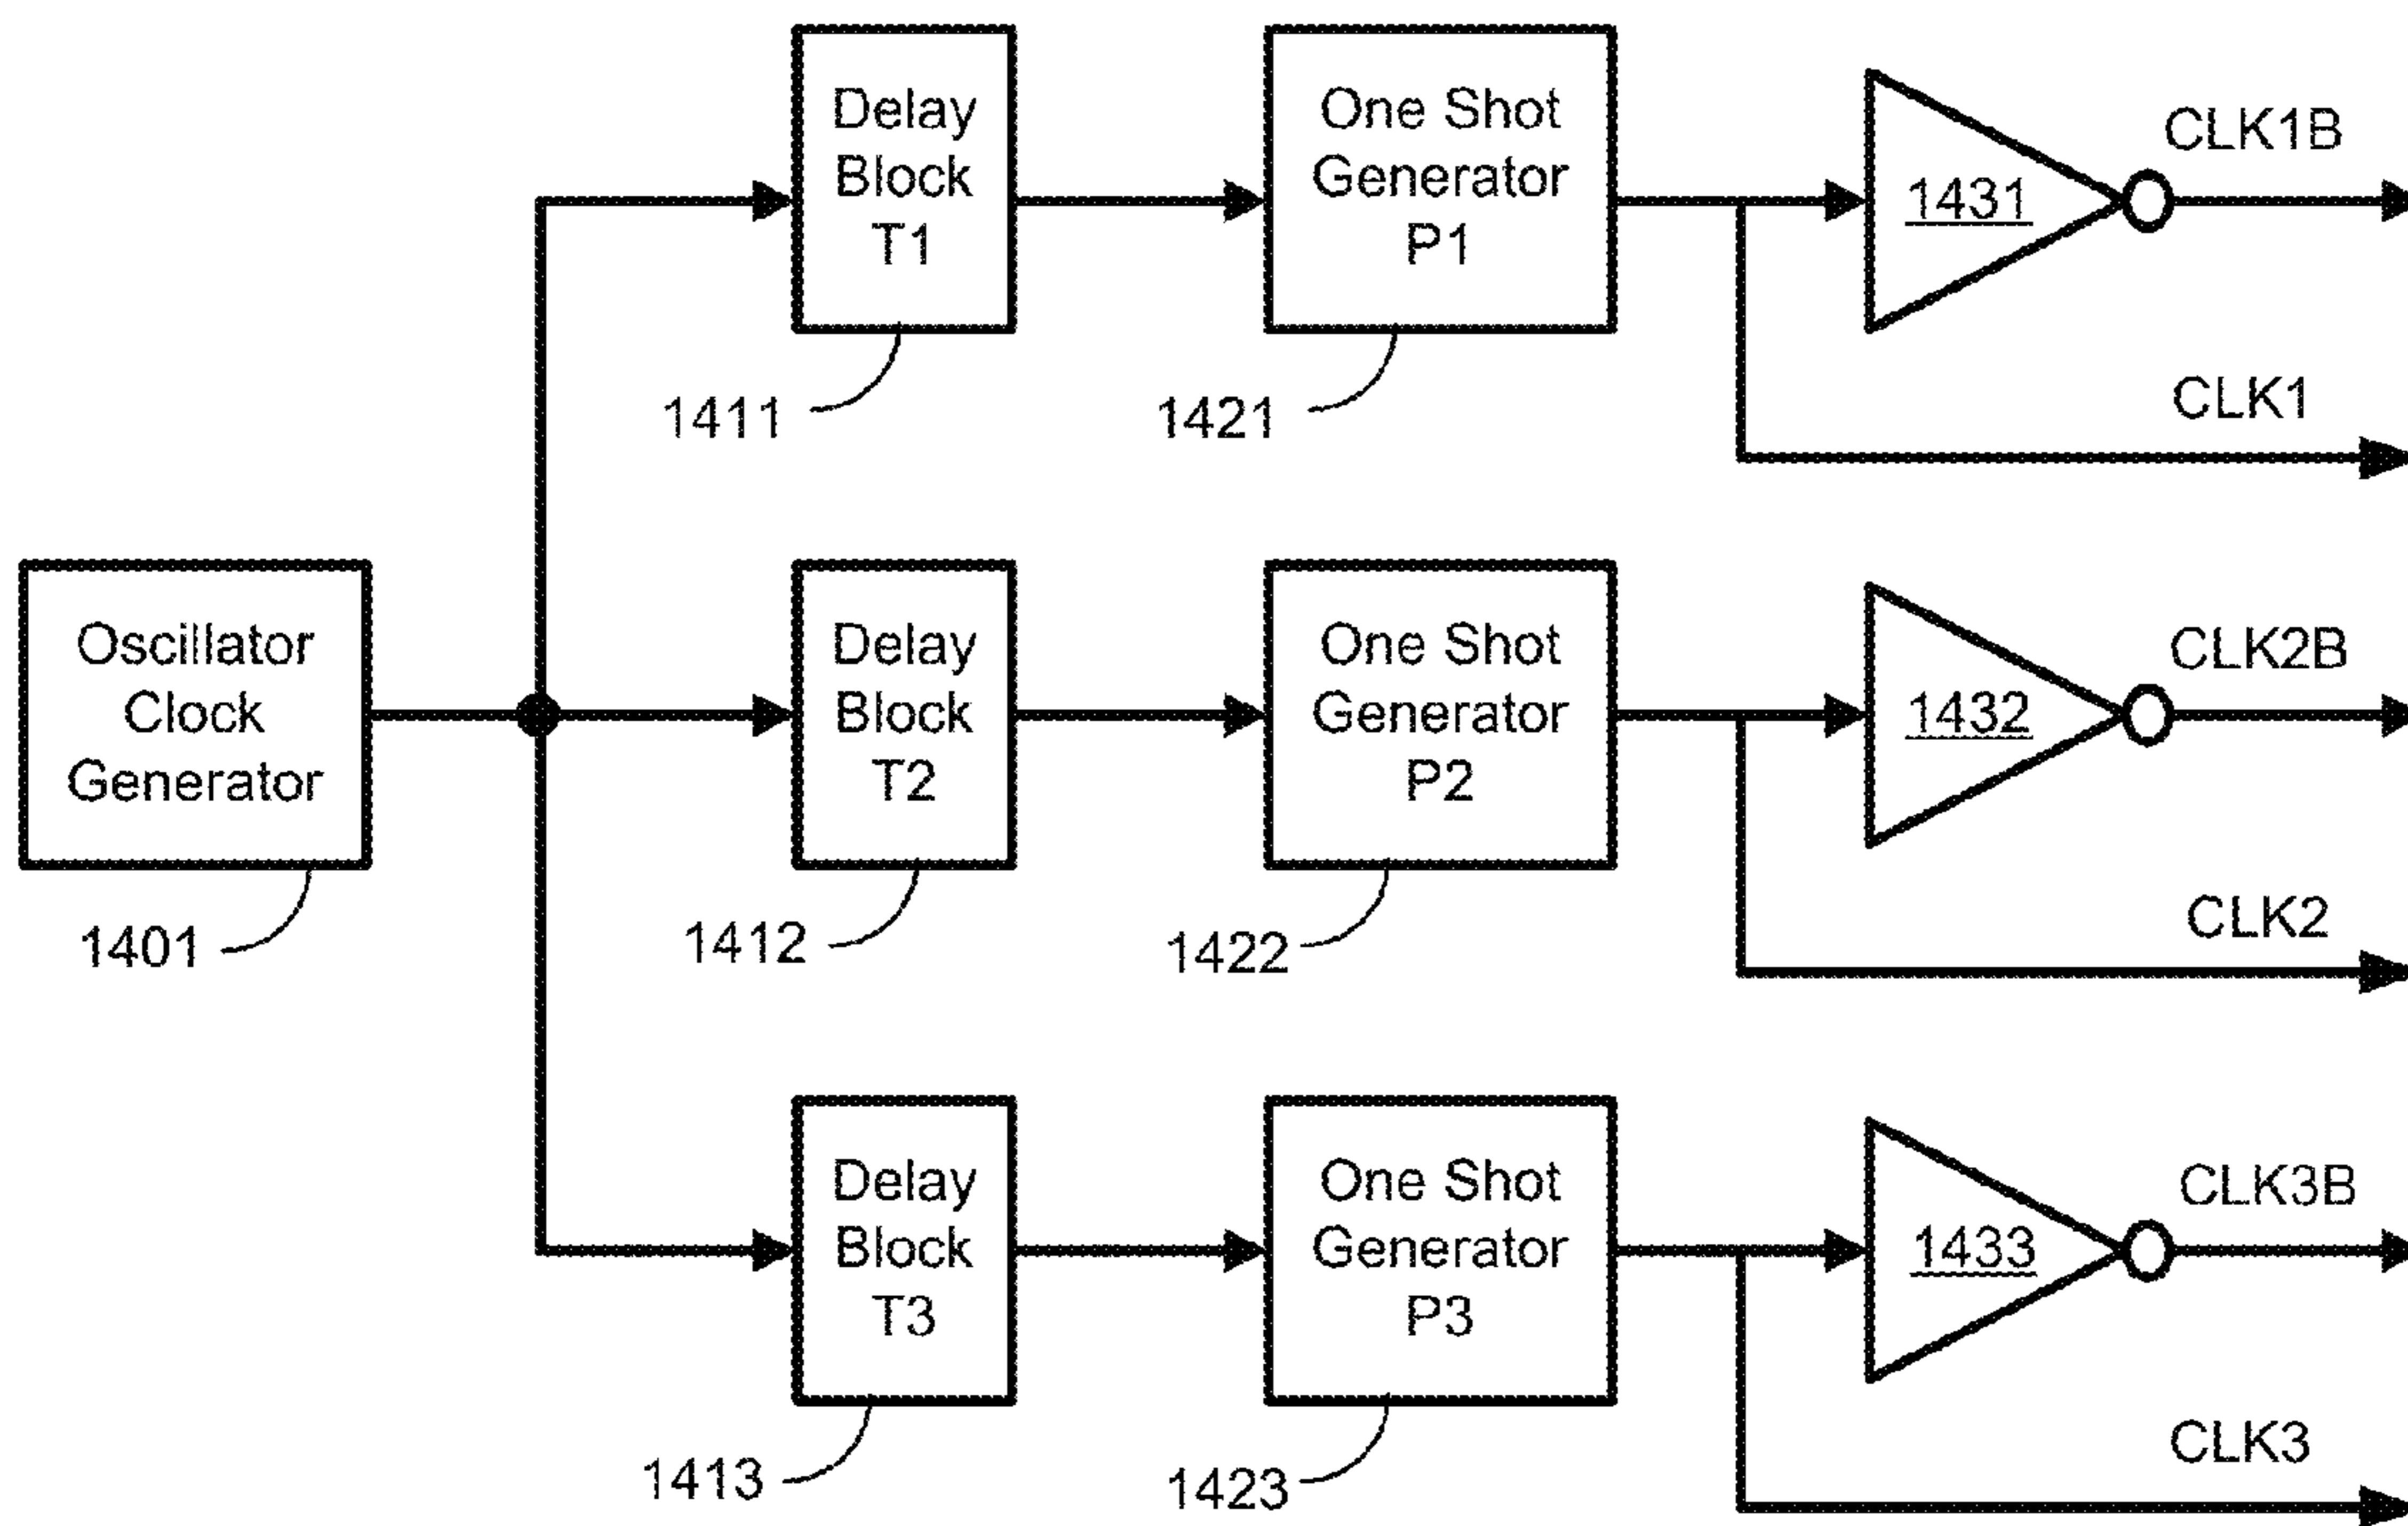 Delay
Block
T1
One Shot
Generator
P1
1431
CLK1B
1411
1421
CLK1
Oscillator
Clock
Generator
Delay
Block
T2
One Shot
Generator
P2
1432
CLK2B
1401
1412
1422
CLK2
Delay
Block
T3
One Shot
Generator
P3
1433
CLK3B
1413
1423
CLK3